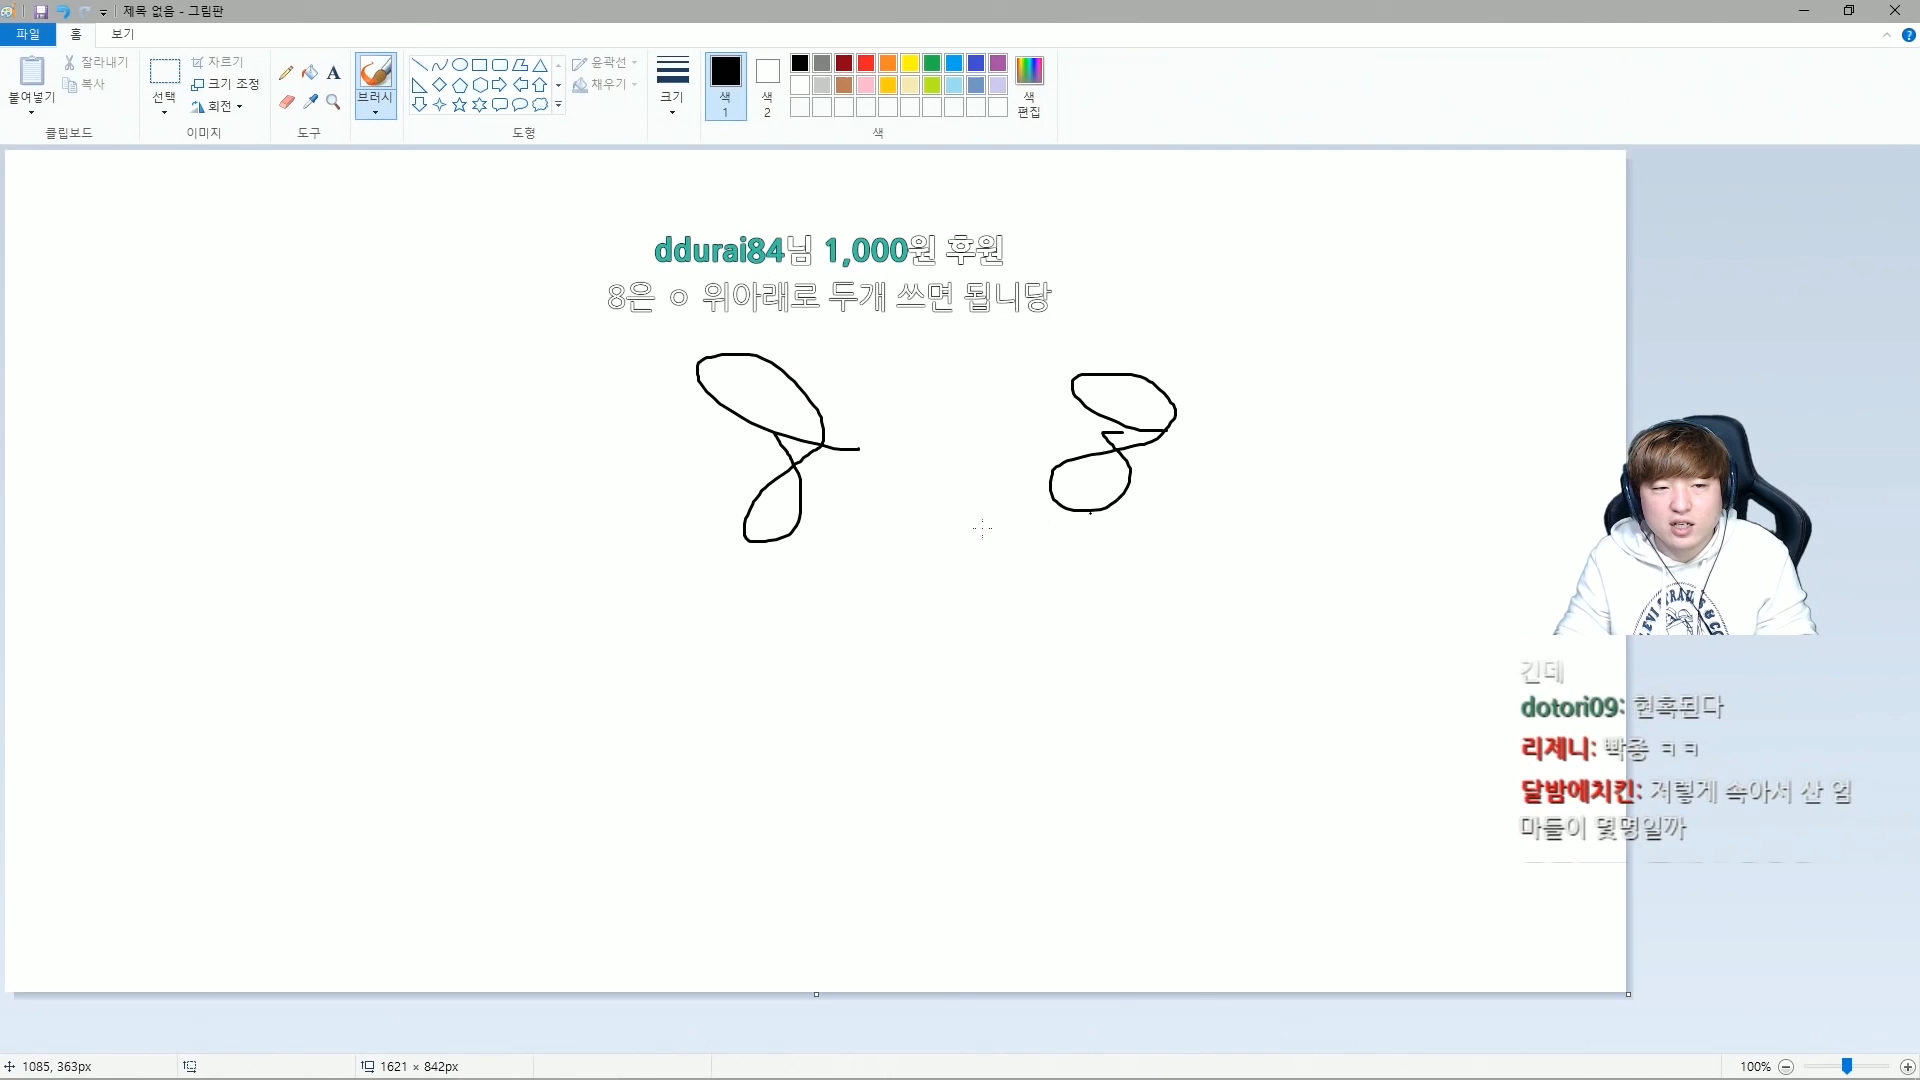 제목 없음 - 그림판
파일 홈 보기
붙여넣기
잘라내기
복사
클립보드
선택
자르기
크기 조정
회전
이미지
A
도구
브러시
윤곽선
채우기
도형
크기
색
1
색
2
색
편집
색
ddurai84님 1,000원 후원
8은 ㅇ 위아래로 두개 쓰면 됩니당
8 8
LEVI STRAUSS & CO
긴데
dotori09: 현혹된다
리제니: 빡종 ㅋㅋ
달밤에치킨: 저렇게 속아서 산 엄
마들이 몇명일까
1085, 363px
1621 × 842px
100%